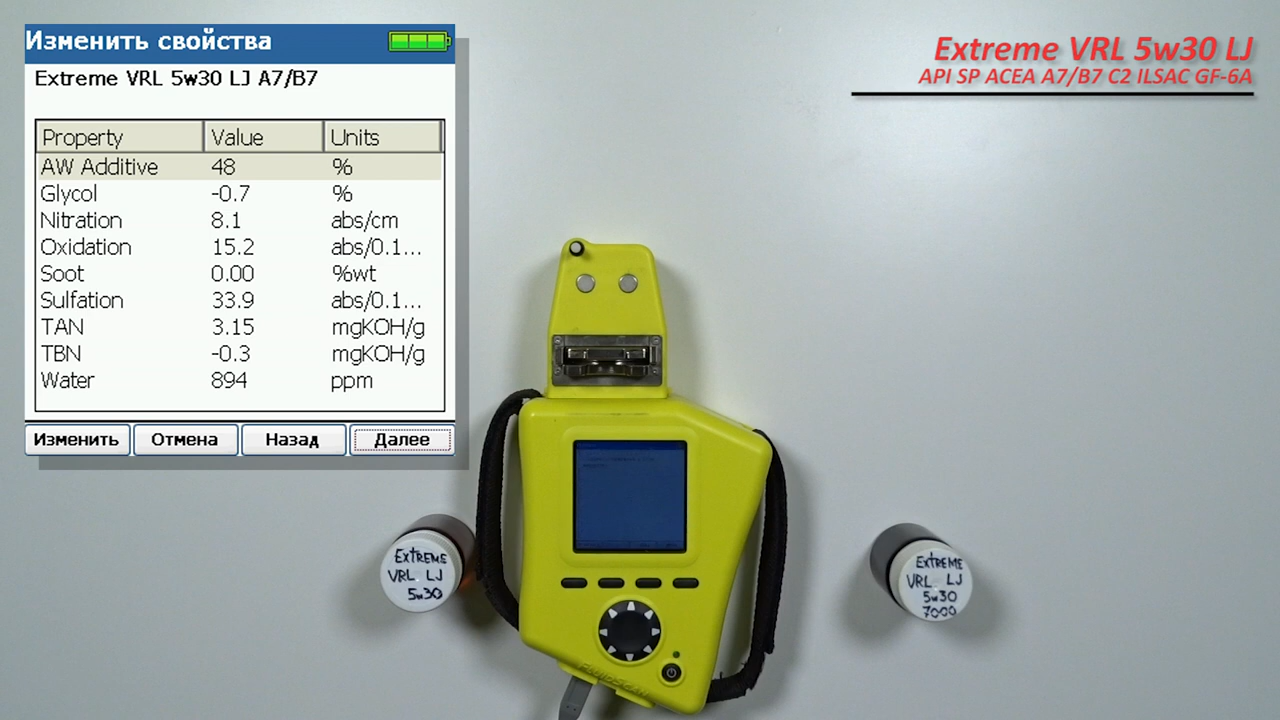 Изменить свойства
Extreme VRL 5w30 LJ A7/B7
Property Value Units
AW Additive 48 %
Glycol -0.7 %
Nitration 8.1 abs/cm
Oxidation 15.2 abs/0.1...
Soot 0.00 %wt
Sulfation 33.9 abs/0.1...
TAN 3.15 mgKOH/g
TBN -0.3 mgKOH/g
Water 894 ppm
Изменить Отмена Назад Далее
Extreme VRL 5w30 LJ
API SP ACEA A7/B7 C2 ILSAC GF-6A
EXTREME
VRL LJ
5w30
EXTREME
VRL LJ
5w30
7000
FLUIDSCAN